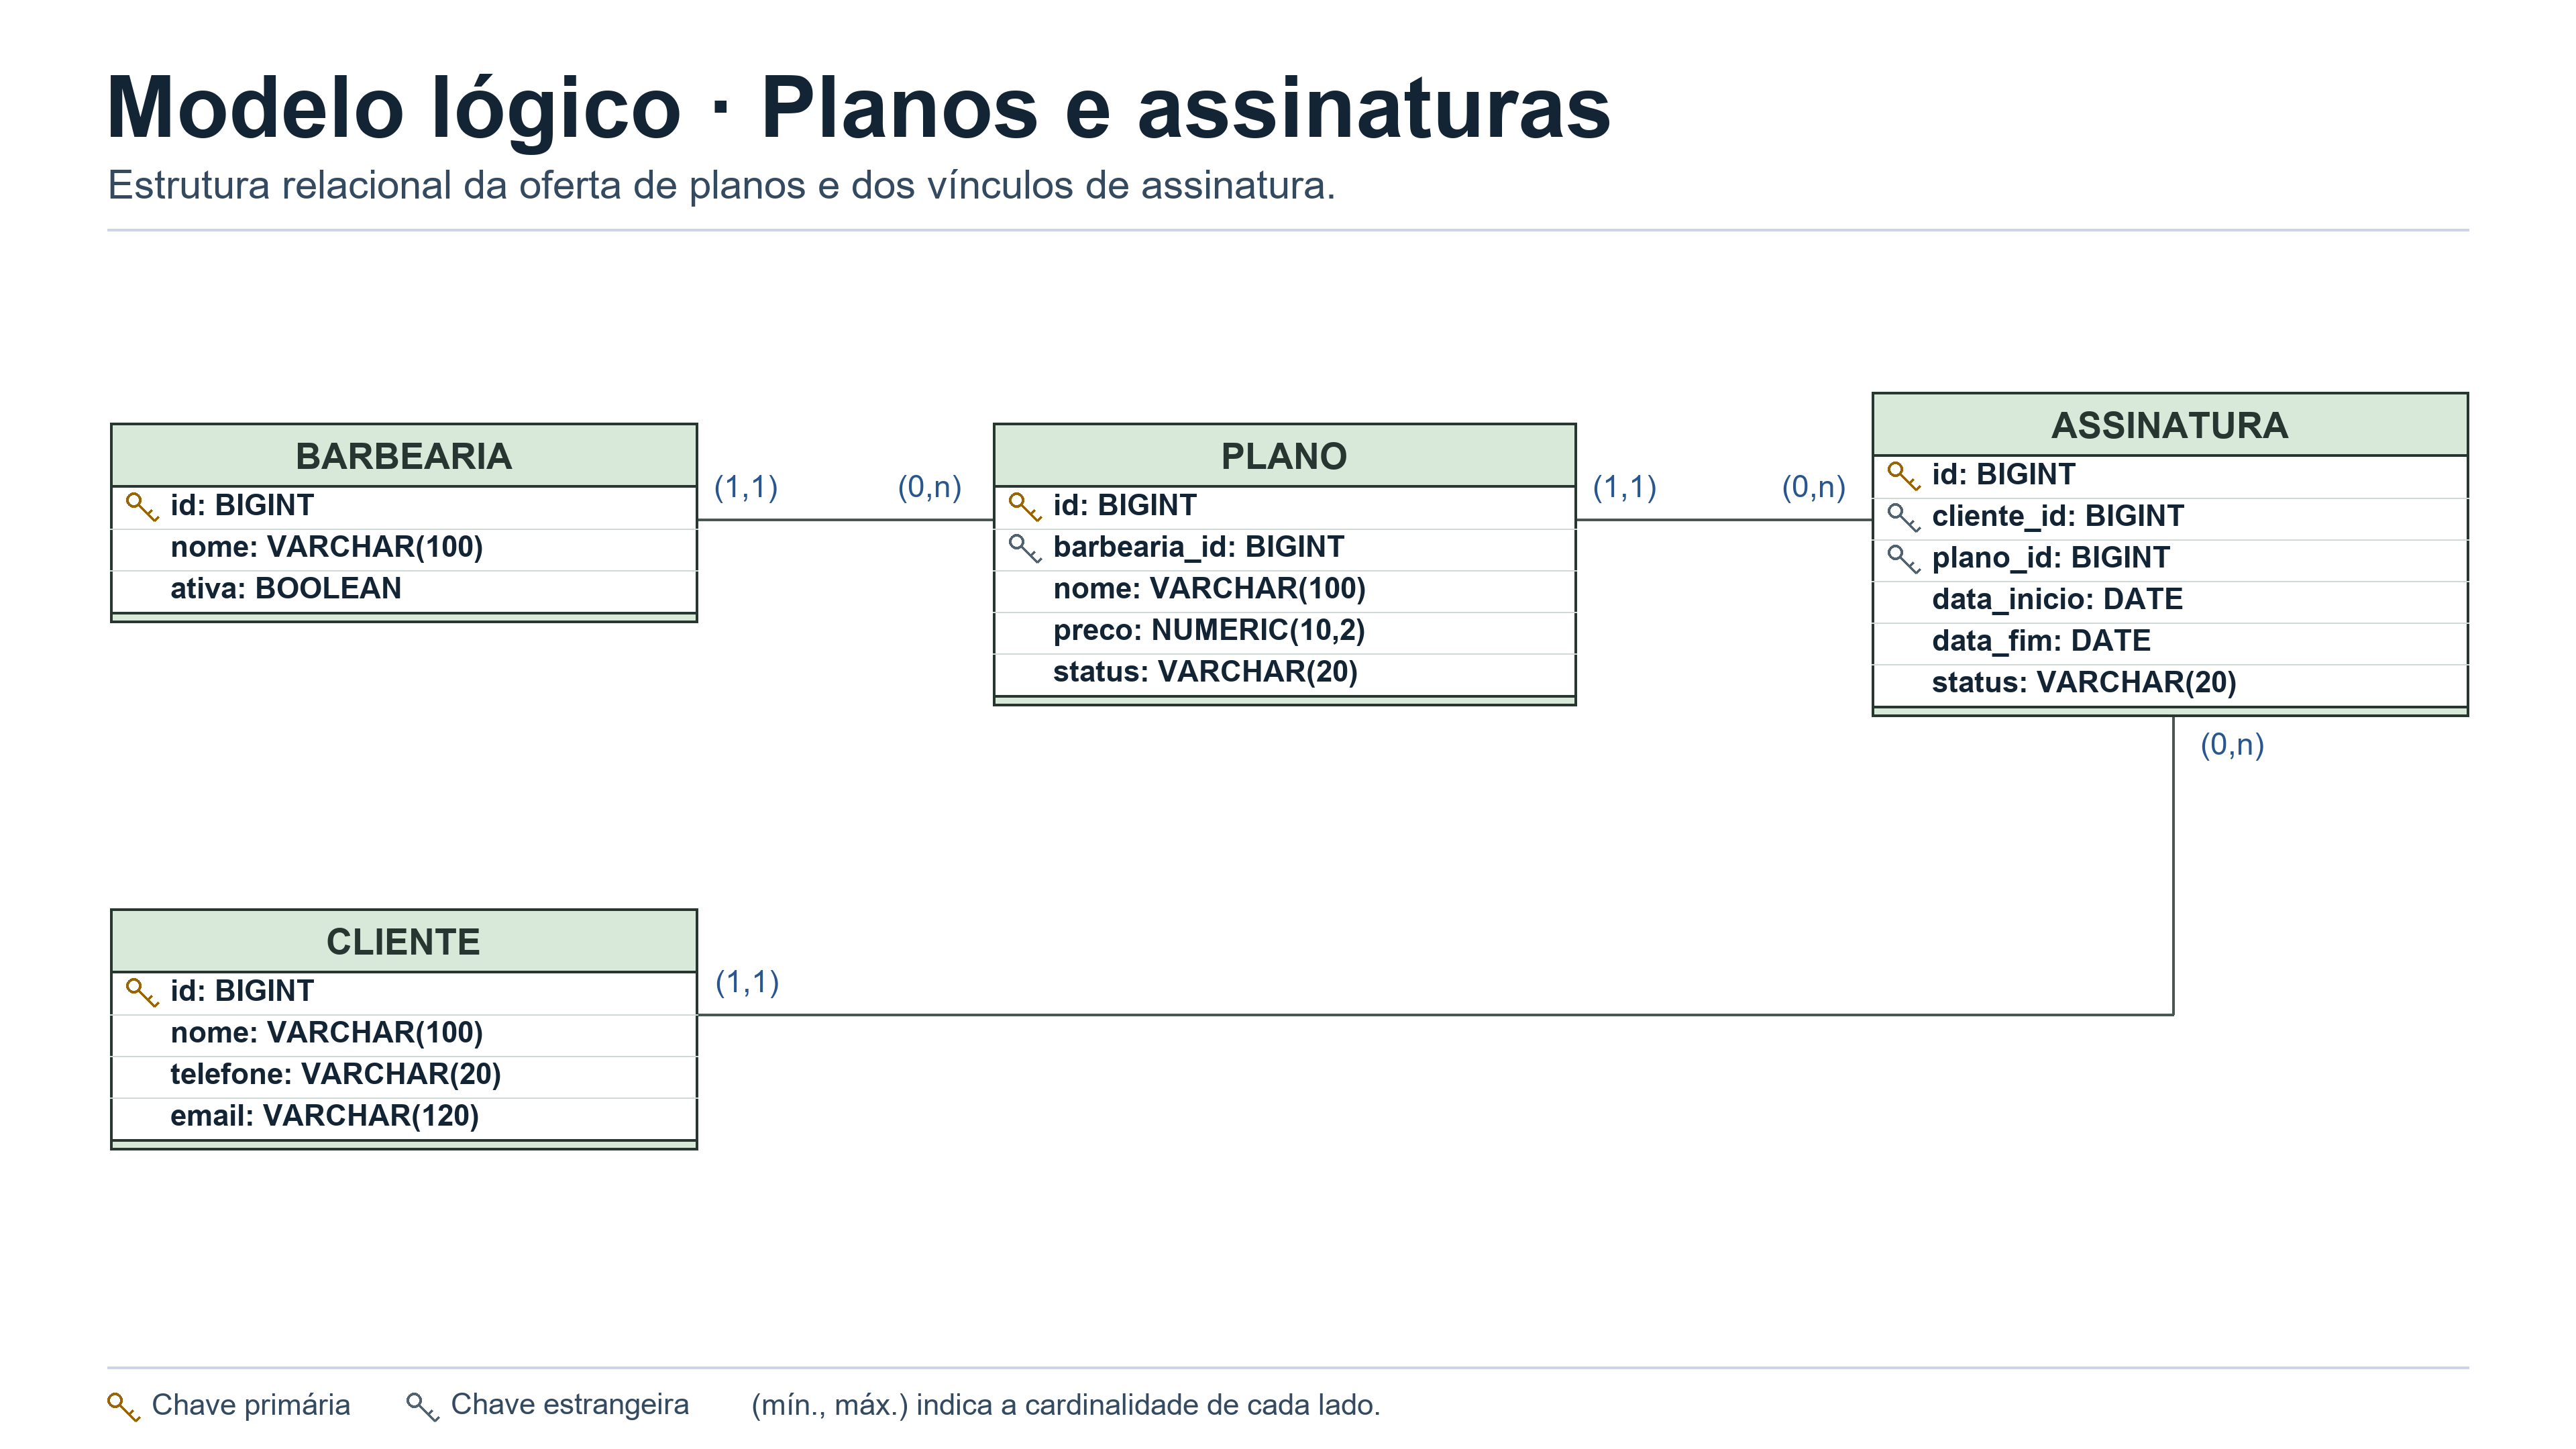 Modelo lógico · Planos e assinaturas
Estrutura relacional da oferta de planos e dos vínculos de assinatura.
BARBEARIA
id: BIGINT
nome: VARCHAR(100)
ativa: BOOLEAN
(1,1)
(0,n)
PLANO
id: BIGINT
barbearia_id: BIGINT
nome: VARCHAR(100)
preco: NUMERIC(10,2)
status: VARCHAR(20)
(1,1)
(0,n)
ASSINATURA
id: BIGINT
cliente_id: BIGINT
plano_id: BIGINT
data_inicio: DATE
data_fim: DATE
status: VARCHAR(20)
(0,n)
CLIENTE
id: BIGINT
nome: VARCHAR(100)
telefone: VARCHAR(20)
email: VARCHAR(120)
(1,1)
Chave primária
Chave estrangeira
(mín., máx.) indica a cardinalidade de cada lado.